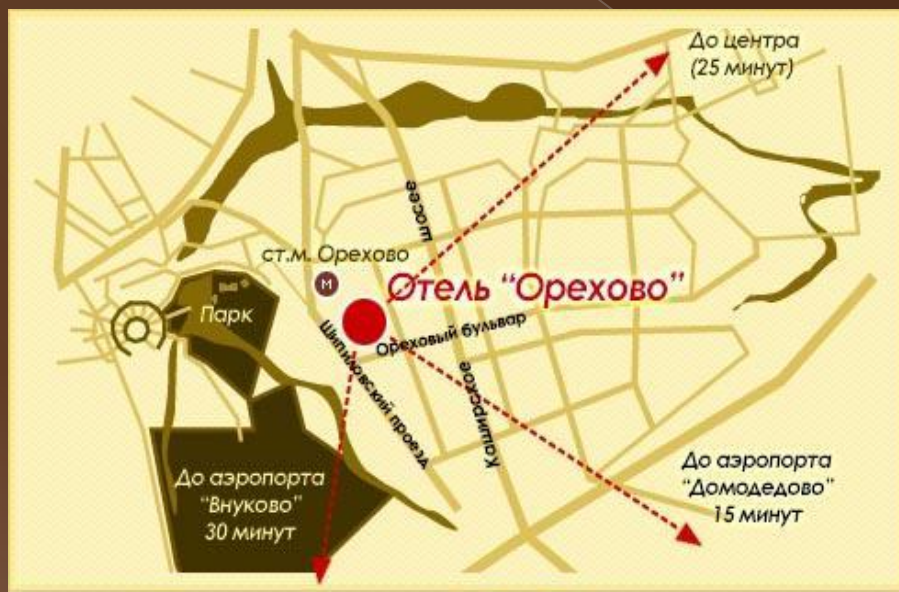 До центра
(25 минут)
шоссе
ст.м. Орехово
М
Отель “Орехово”
Парк
Ореховый бульвар
Шипиловский проезд
Каширское
До аэропорта
“Внуково”
30 минут
До аэропорта
“Домодедово”
15 минут